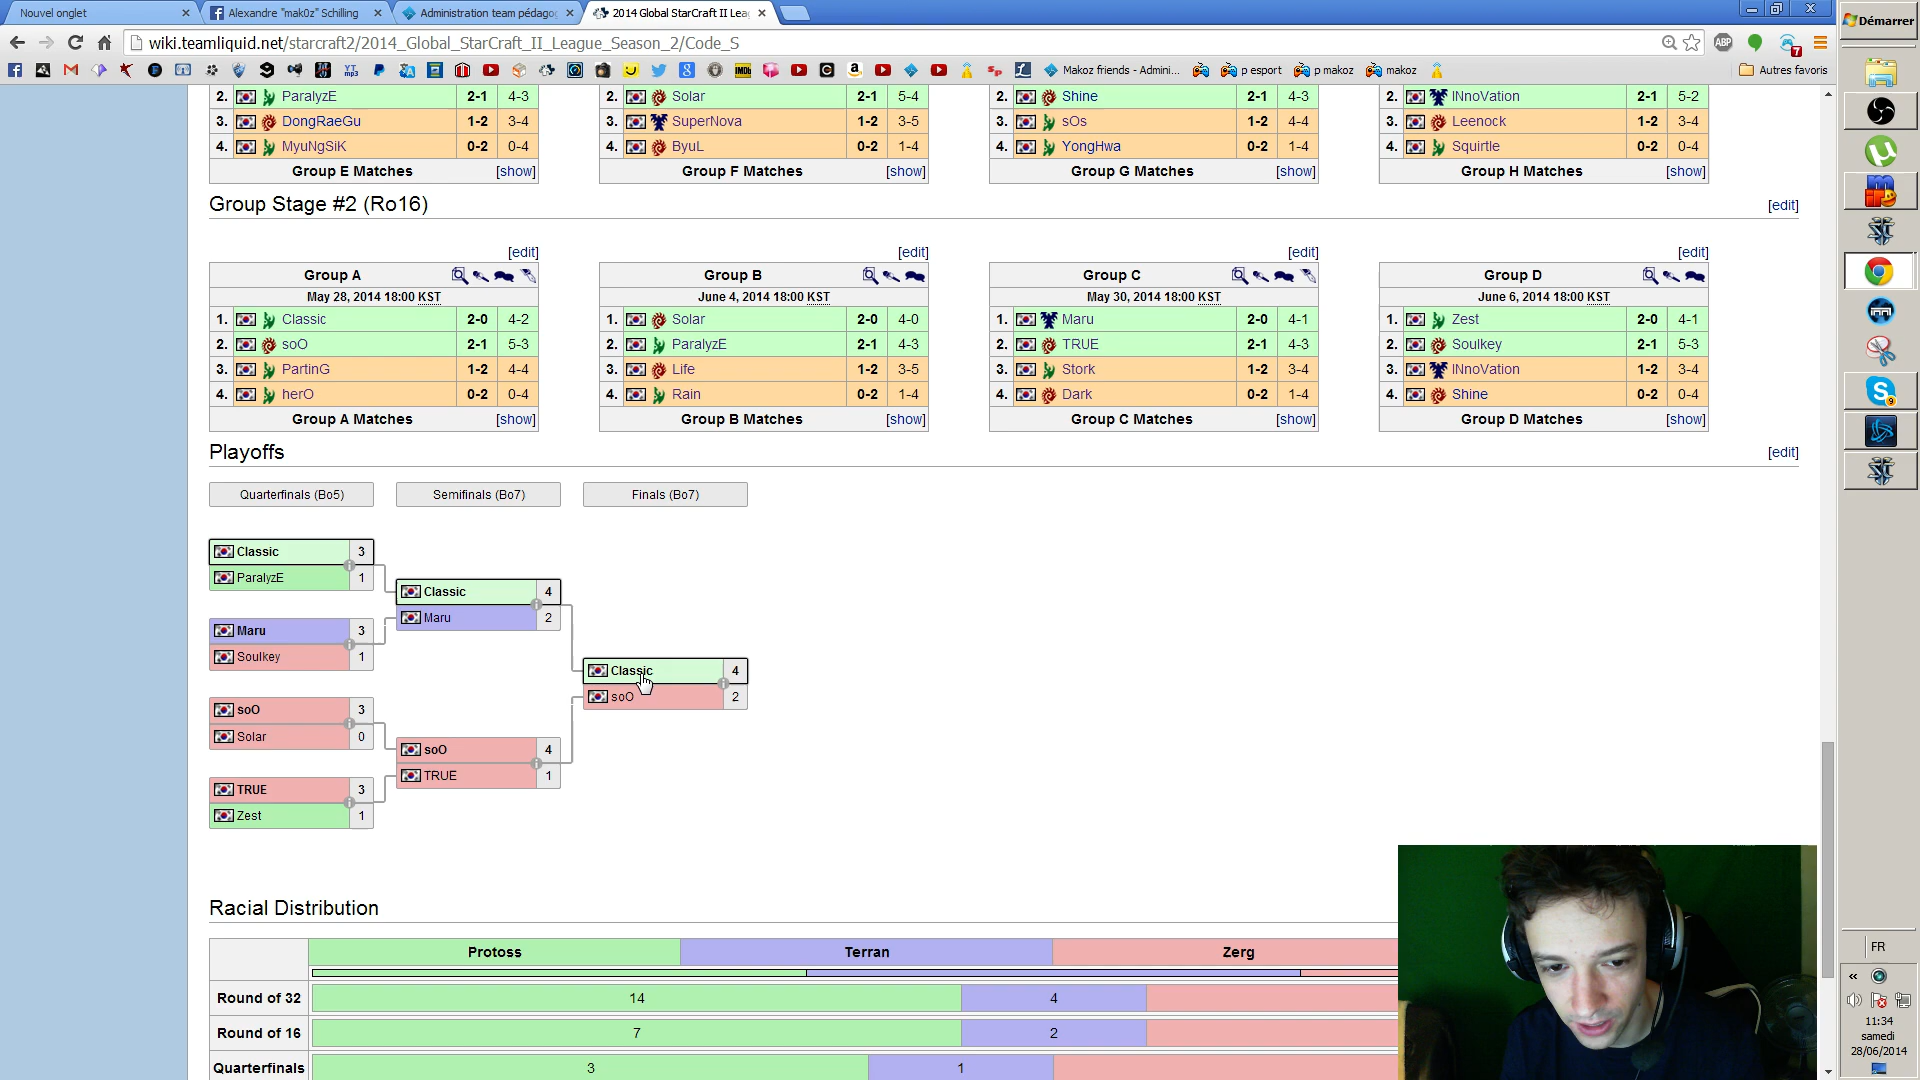 Nouvel onglet
Alexandre "mak0z" Schilling
Administration team pédago
2014 Global StarCraft II Lea
Démarrer
wiki.teamliquid.net/starcraft2/2014_Global_StarCraft_II_League_Season_2/Code_S
ABP
7
YT mp3
IMDb
Makoz friends - Admini...
p esport
p makoz
makoz
Autres favoris
2. ParalyzE 2-1 4-3
2. Solar 2-1 5-4
2. Shine 2-1 4-3
2. INnoVation 2-1 5-2
3. DongRaeGu 1-2 3-4
3. SuperNova 1-2 3-5
3. sOs 1-2 4-4
3. Leenock 1-2 3-4
4. MyuNgSiK 0-2 0-4
4. ByuL 0-2 1-4
4. YongHwa 0-2 1-4
4. Squirtle 0-2 0-4
Group E Matches [show]
Group F Matches [show]
Group G Matches [show]
Group H Matches [show]
Group Stage #2 (Ro16)
[edit]
[edit]
[edit]
[edit]
[edit]
Group A
Group B
Group C
Group D
May 28, 2014 18:00 KST
June 4, 2014 18:00 KST
May 30, 2014 18:00 KST
June 6, 2014 18:00 KST
1. Classic 2-0 4-2
1. Solar 2-0 4-0
1. Maru 2-0 4-1
1. Zest 2-0 4-1
2. soO 2-1 5-3
2. ParalyzE 2-1 4-3
2. TRUE 2-1 4-3
2. Soulkey 2-1 5-3
3. PartinG 1-2 4-4
3. Life 1-2 3-5
3. Stork 1-2 3-4
3. INnoVation 1-2 3-4
4. herO 0-2 0-4
4. Rain 0-2 1-4
4. Dark 0-2 1-4
4. Shine 0-2 0-4
Group A Matches [show]
Group B Matches [show]
Group C Matches [show]
Group D Matches [show]
Playoffs
[edit]
Quarterfinals (Bo5)
Semifinals (Bo7)
Finals (Bo7)
Classic 3
ParalyzE 1
Maru 3
Soulkey 1
soO 3
Solar 0
TRUE 3
Zest 1
Classic 4
Maru 2
soO 4
TRUE 1
Classic 4
soO 2
Racial Distribution
Protoss
Terran
Zerg
Round of 32 14 4
Round of 16 7 2
Quarterfinals 3 1
FR
11:34
samedi
28/06/2014